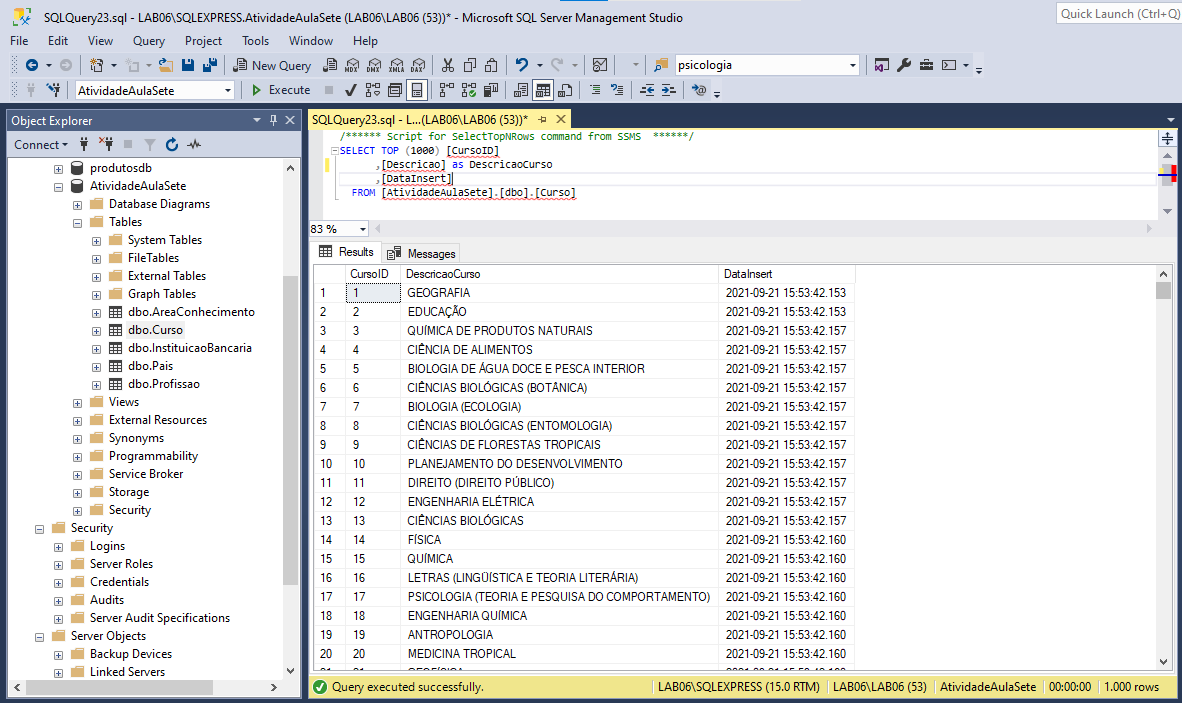 SQLQuery23.sql - LAB06\SQLEXPRESS.AtividadeAulaSete (LAB06\LAB06 (53))* - Microsoft SQL Server Management Studio
Quick Launch (Ctrl+Q)
File Edit View Query Project Tools Window Help
New Query MDX DMX XMLA DAX psicologia
AtividadeAulaSete Execute
Object Explorer
Connect
produtosdb
AtividadeAulaSete
Database Diagrams
Tables
System Tables
FileTables
External Tables
Graph Tables
dbo.AreaConhecimento
dbo.Curso
dbo.InstituicaoBancaria
dbo.Pais
dbo.Profissao
Views
External Resources
Synonyms
Programmability
Service Broker
Storage
Security
Security
Logins
Server Roles
Credentials
Audits
Server Audit Specifications
Server Objects
Backup Devices
Linked Servers
SQLQuery23.sql - L...(LAB06\LAB06 (53))*
/****** Script for SelectTopNRows command from SSMS ******/
SELECT TOP (1000) [CursoID]
,[Descricao] as DescricaoCurso
,[DataInsert]
FROM [AtividadeAulaSete].[dbo].[Curso]
83 %
Results Messages
CursoID DescricaoCurso DataInsert
1 1 GEOGRAFIA 2021-09-21 15:53:42.153
2 2 EDUCAÇÃO 2021-09-21 15:53:42.153
3 3 QUÍMICA DE PRODUTOS NATURAIS 2021-09-21 15:53:42.157
4 4 CIÊNCIA DE ALIMENTOS 2021-09-21 15:53:42.157
5 5 BIOLOGIA DE ÁGUA DOCE E PESCA INTERIOR 2021-09-21 15:53:42.157
6 6 CIÊNCIAS BIOLÓGICAS (BOTÂNICA) 2021-09-21 15:53:42.157
7 7 BIOLOGIA (ECOLOGIA) 2021-09-21 15:53:42.157
8 8 CIÊNCIAS BIOLÓGICAS (ENTOMOLOGIA) 2021-09-21 15:53:42.157
9 9 CIÊNCIAS DE FLORESTAS TROPICAIS 2021-09-21 15:53:42.157
10 10 PLANEJAMENTO DO DESENVOLVIMENTO 2021-09-21 15:53:42.157
11 11 DIREITO (DIREITO PÚBLICO) 2021-09-21 15:53:42.157
12 12 ENGENHARIA ELÉTRICA 2021-09-21 15:53:42.157
13 13 CIÊNCIAS BIOLÓGICAS 2021-09-21 15:53:42.157
14 14 FÍSICA 2021-09-21 15:53:42.160
15 15 QUÍMICA 2021-09-21 15:53:42.160
16 16 LETRAS (LINGÜÍSTICA E TEORIA LITERÁRIA) 2021-09-21 15:53:42.160
17 17 PSICOLOGIA (TEORIA E PESQUISA DO COMPORTAMENTO) 2021-09-21 15:53:42.160
18 18 ENGENHARIA QUÍMICA 2021-09-21 15:53:42.160
19 19 ANTROPOLOGIA 2021-09-21 15:53:42.160
20 20 MEDICINA TROPICAL 2021-09-21 15:53:42.160
Query executed successfully. LAB06\SQLEXPRESS (15.0 RTM) LAB06\LAB06 (53) AtividadeAulaSete 00:00:00 1.000 rows